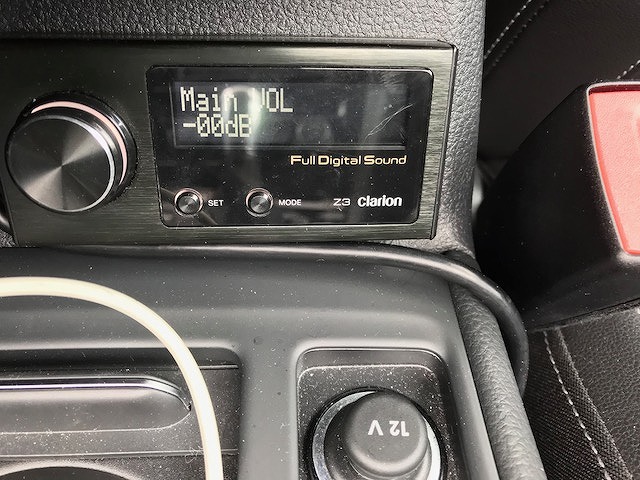 Main VOL
-00dB
Full Digital Sound
SET MODE Z3 Clarion
12 V